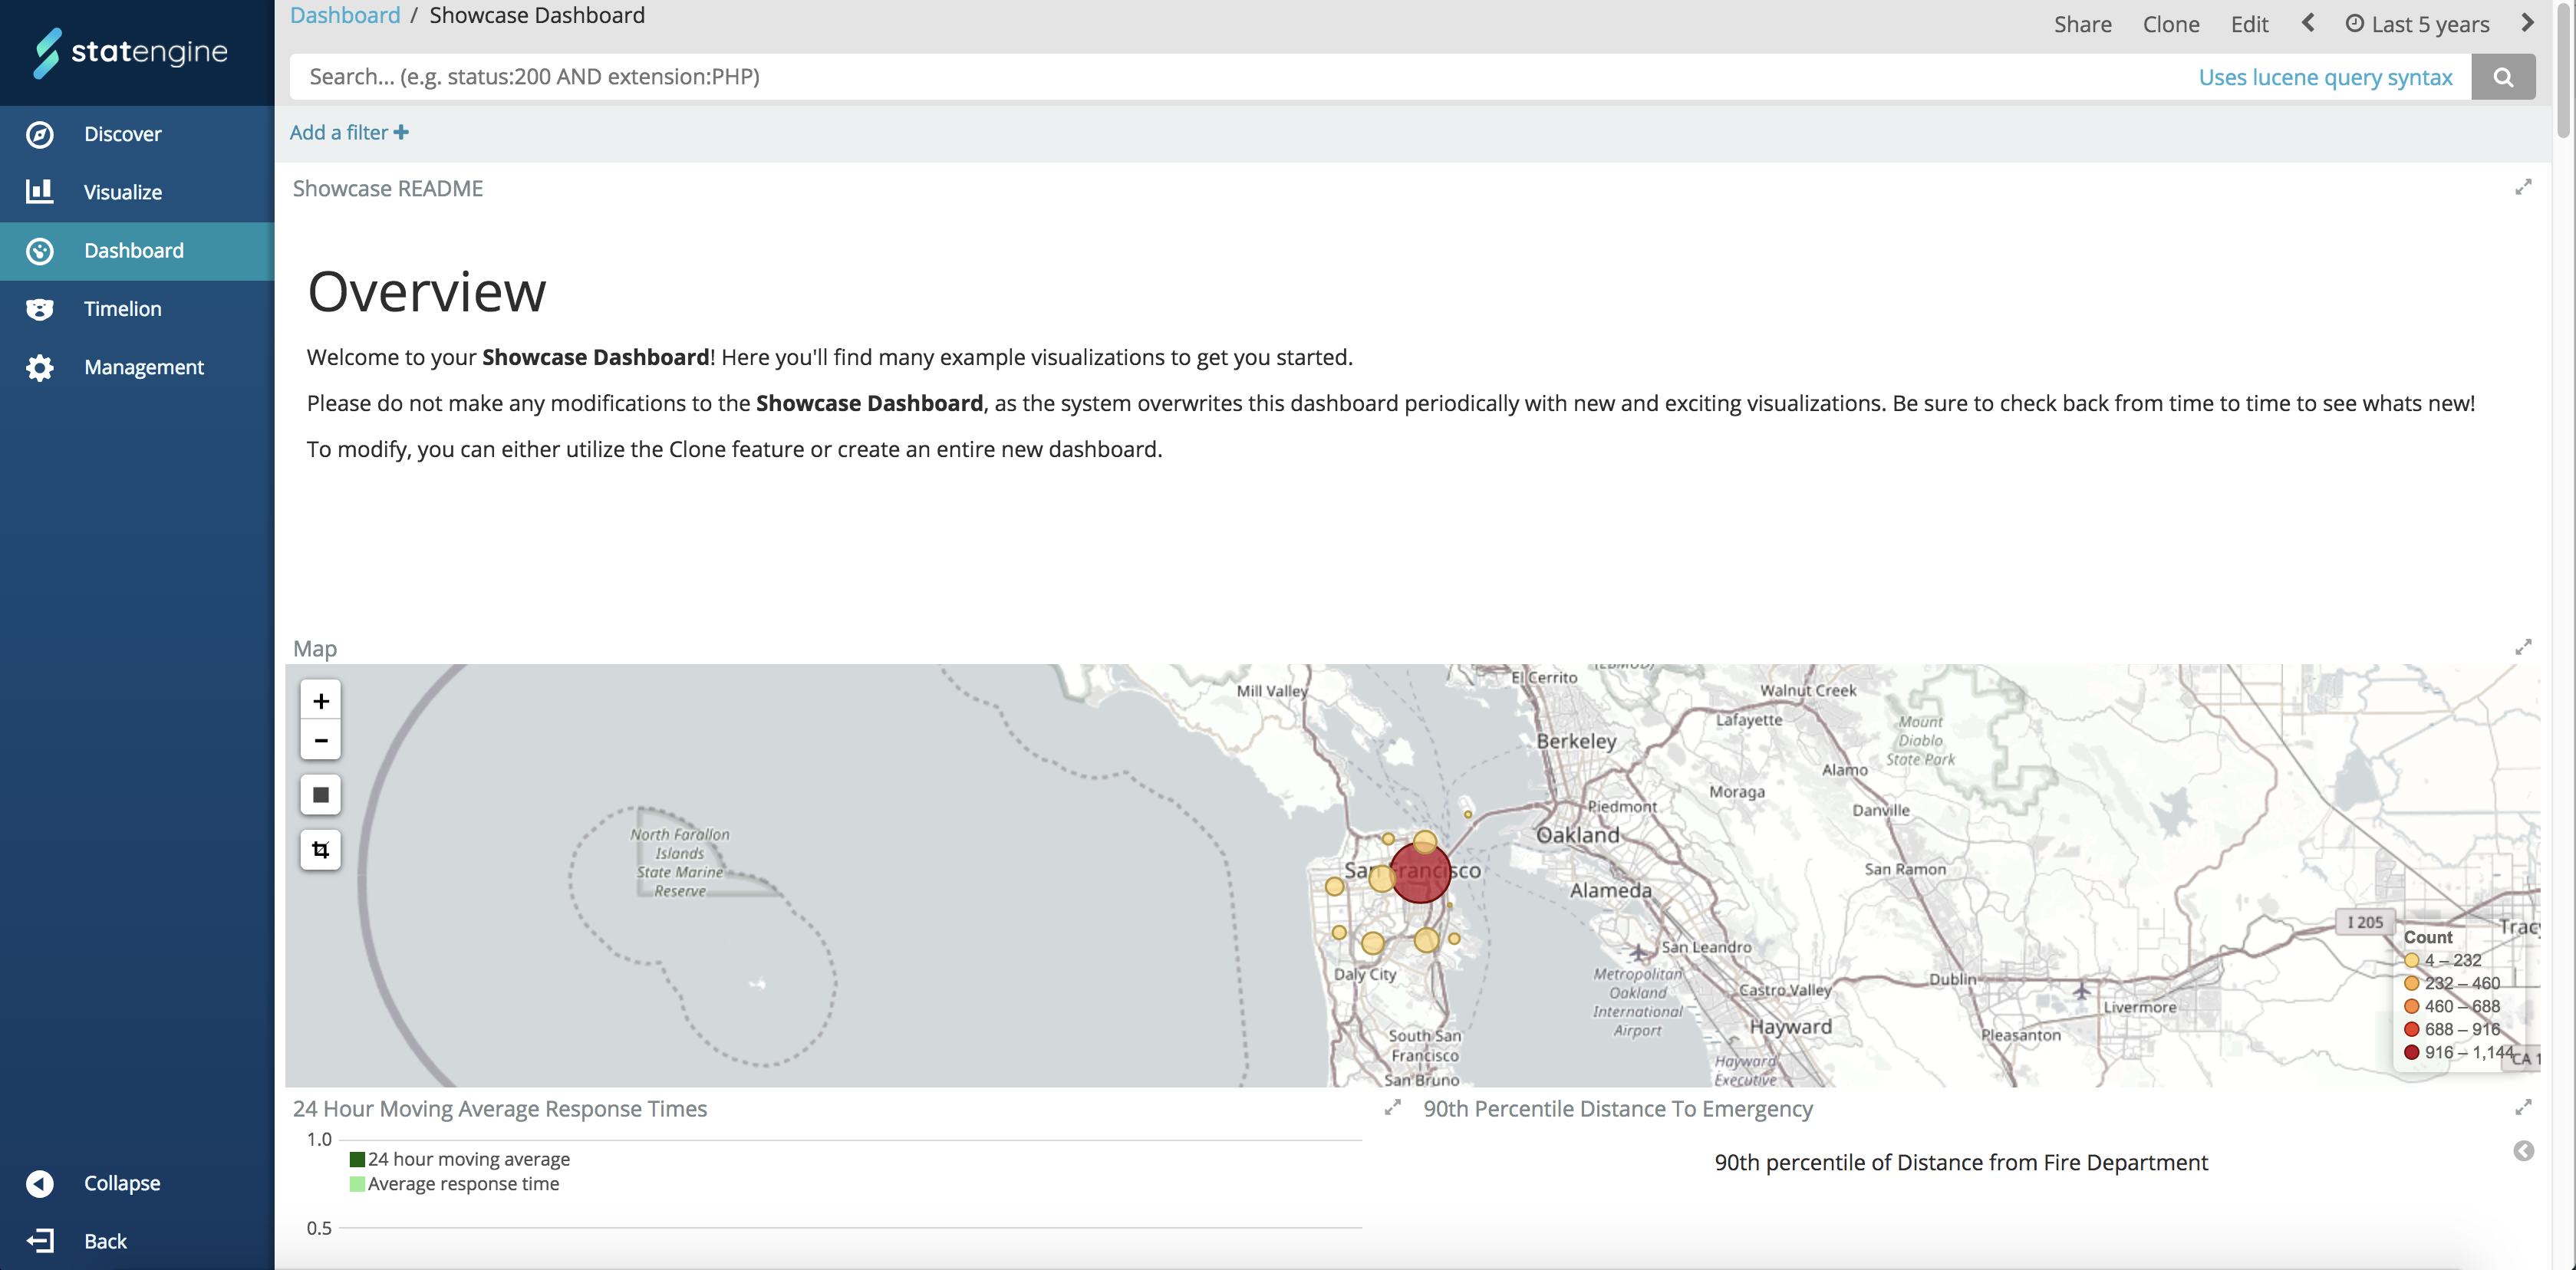 statengine
Discover
Visualize
Dashboard
Timelion
Management
Collapse
Back
Dashboard / Showcase Dashboard
Share Clone Edit Last 5 years
Search... (e.g. status:200 AND extension:PHP)
Uses lucene query syntax
Add a filter +
Showcase README
Overview
Welcome to your Showcase Dashboard! Here you'll find many example visualizations to get you started.
Please do not make any modifications to the Showcase Dashboard, as the system overwrites this dashboard periodically with new and exciting visualizations. Be sure to check back from time to time to see whats new!
To modify, you can either utilize the Clone feature or create an entire new dashboard.
Map
+
−
North Farallon
Islands
State Marine
Reserve
Mill Valley
El Cerrito
Walnut Creek
Lafayette
Berkeley
Mount
Diablo
State Park
Alamo
Moraga
Piedmont
Danville
Oakland
San Francisco
San Ramon
Alameda
San Leandro
Daly City
Metropolitan
Oakland
International
Airport
Castro Valley
Dublin
Livermore
Hayward
Pleasanton
South San
Francisco
San Bruno
Hayward
Executive
I 205
Count
4 – 232
232 – 460
460 – 688
688 – 916
916 – 1,144
24 Hour Moving Average Response Times
1.0
24 hour moving average
Average response time
0.5
90th Percentile Distance To Emergency
90th percentile of Distance from Fire Department